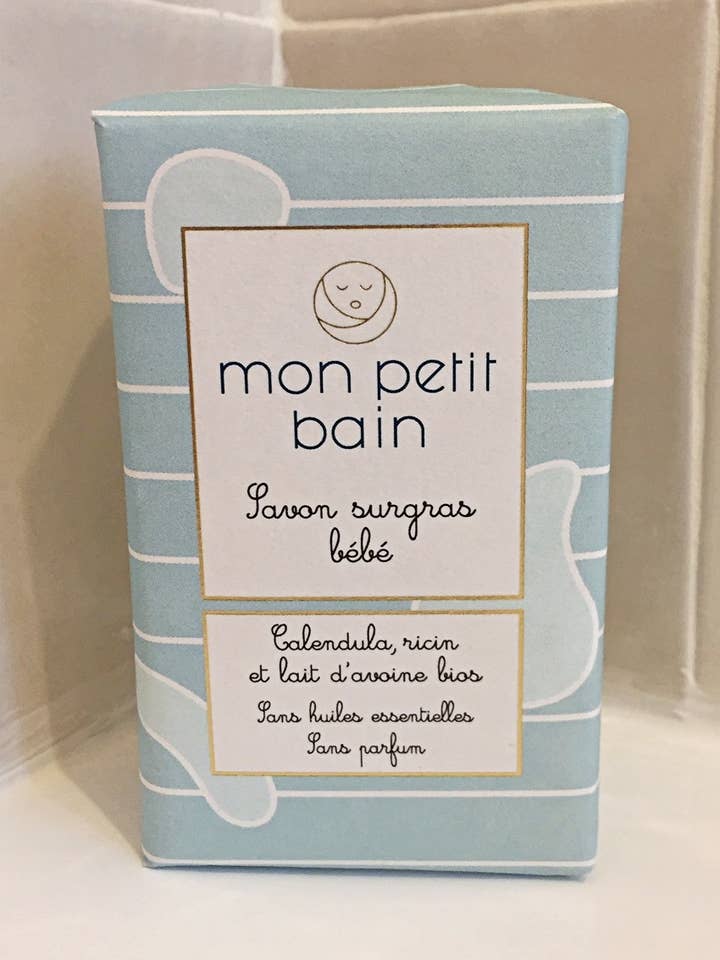 mon petit
bain
Savon surgras
bébé
Calendula, ricin
et lait d'avoine bios
Sans huiles essentielles
Sans parfum